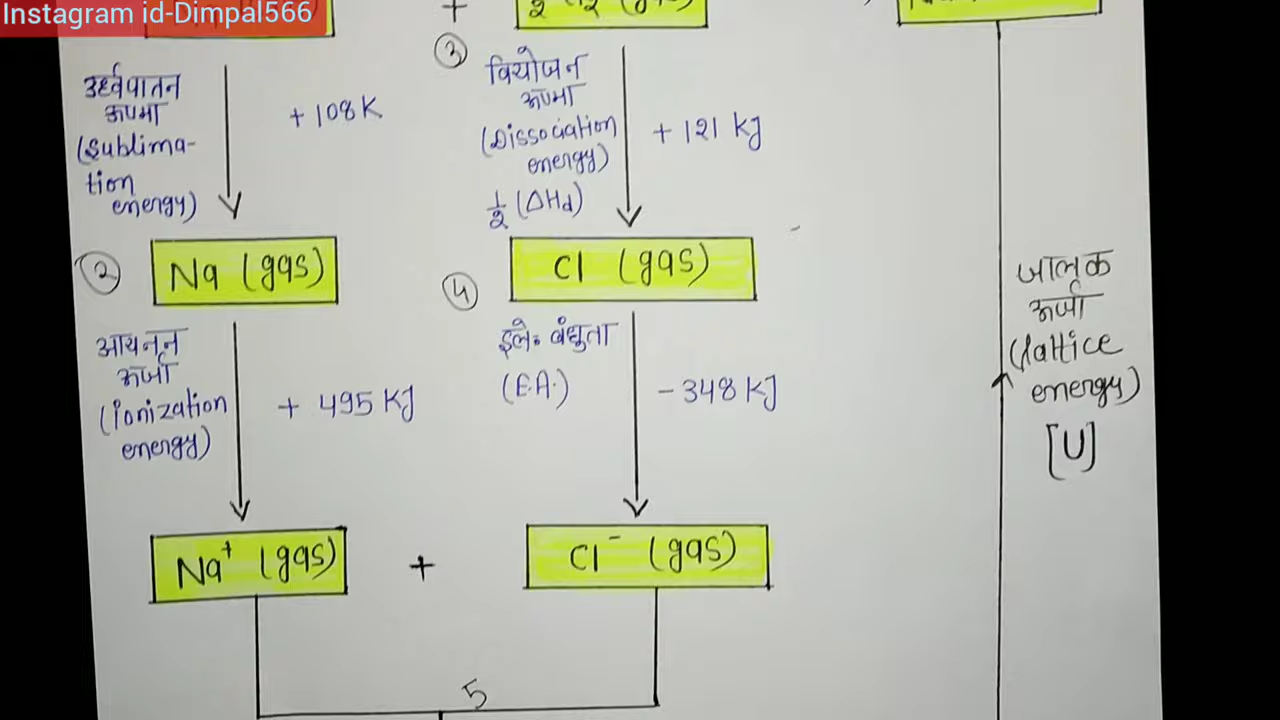 Instagram id-Dimpal566
+
③
उर्ध्वपातन
ऊष्मा
(Sublima-
tion
energy)
+ 108 K
वियोजन
ऊष्मा
(Dissociation
energy)
½ (ΔHd)
+ 121 KJ
②
Na (gas)
④
Cl (gas)
आयनन
ऊर्जा
(ionization
energy)
+ 495 KJ
इले॰ बंधुता
(E.A.)
- 348 KJ
जालक
ऊर्जा
(lattice
energy)
[U]
Na⁺ (gas)
+
Cl⁻ (gas)
5